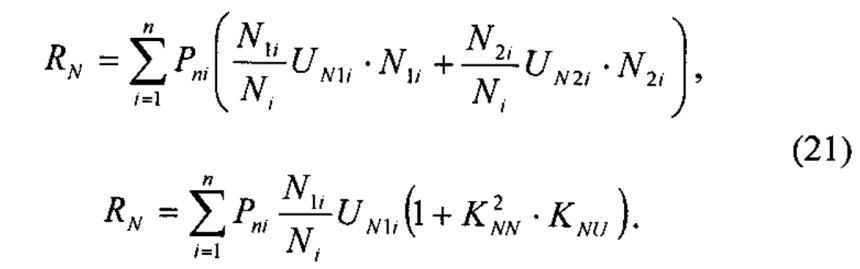 R_N = \sum_{i=1}^{n} P_{ni} \left( \frac{N_{1i}}{N_i} U_{N1i} \cdot N_{1i} + \frac{N_{2i}}{N_i} U_{N2i} \cdot N_{2i} \right),
(21)
R_N = \sum_{i=1}^{n} P_{ni} \frac{N_{1i}}{N_i} U_{N1i} \left( 1 + K_{NN}^2 \cdot K_{NU} \right).